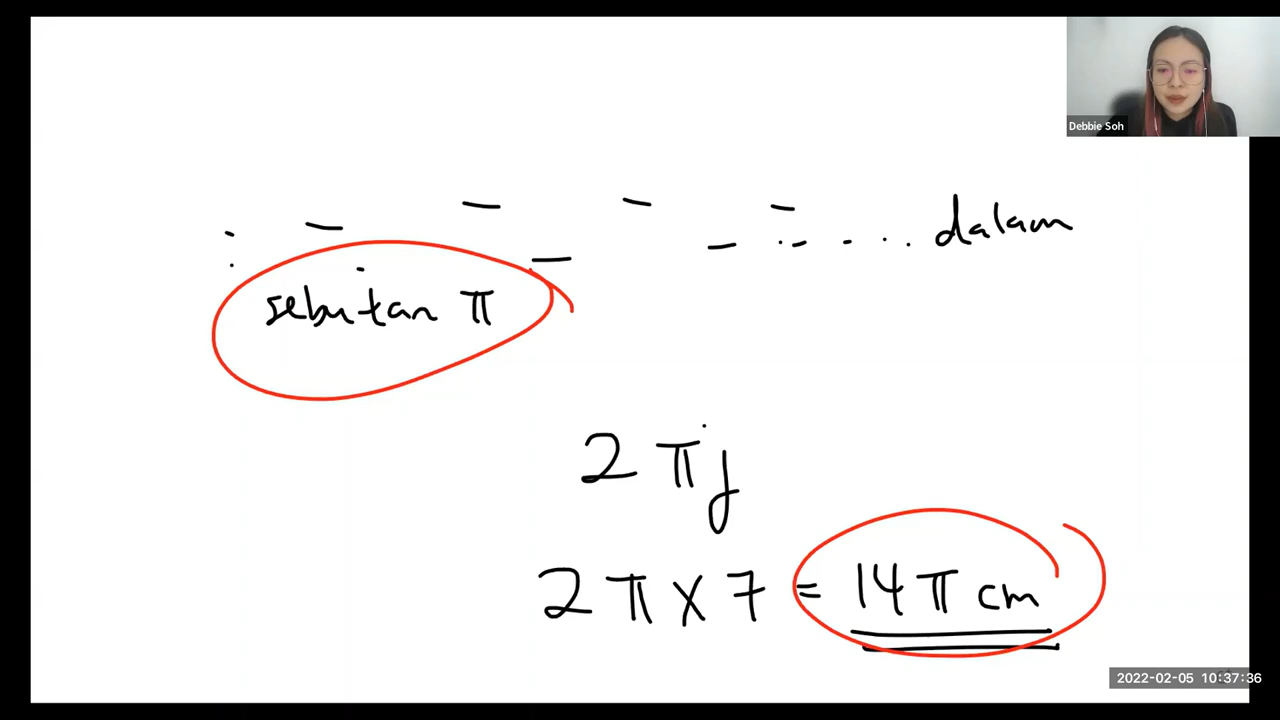 Debbie Soh
dalam
sebutan π
2πj
2π × 7 = 14π cm
2022-02-05 10:37:36